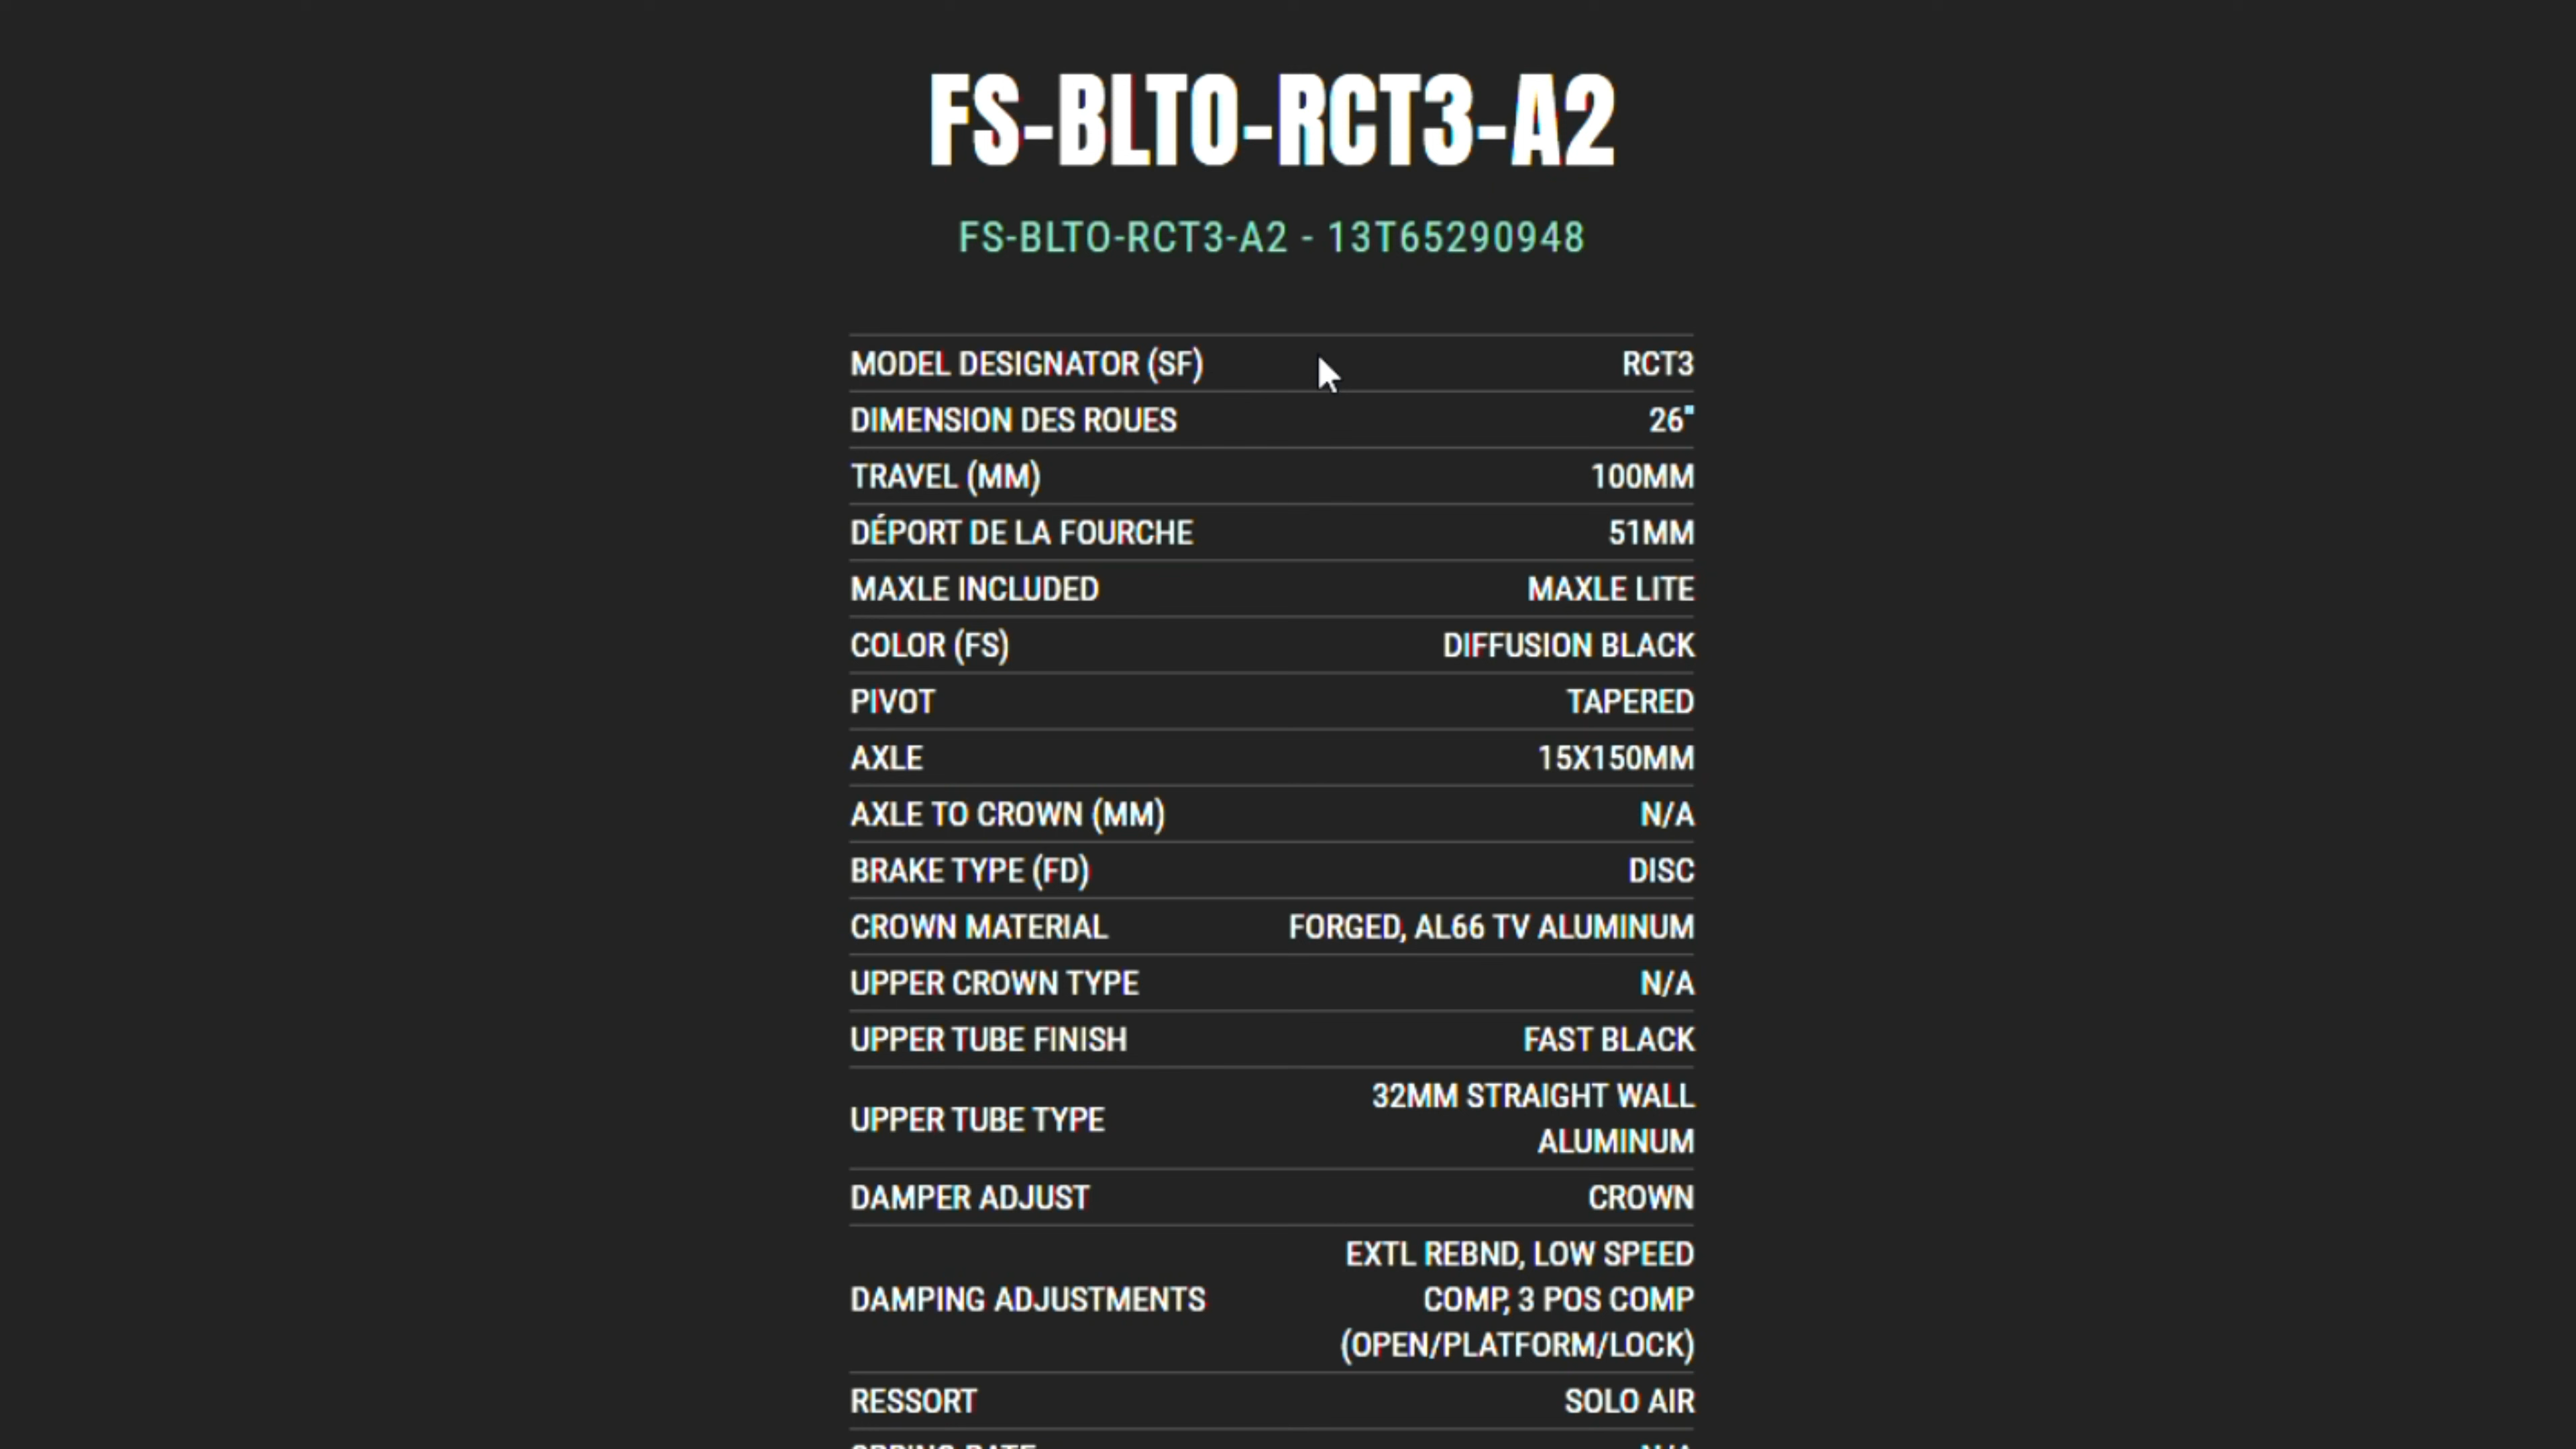 FS-BLTO-RCT3-A2
FS-BLTO-RCT3-A2 - 13T65290948
MODEL DESIGNATOR (SF) RCT3
DIMENSION DES ROUES 26"
TRAVEL (MM) 100MM
DÉPORT DE LA FOURCHE 51MM
MAXLE INCLUDED MAXLE LITE
COLOR (FS) DIFFUSION BLACK
PIVOT TAPERED
AXLE 15X150MM
AXLE TO CROWN (MM) N/A
BRAKE TYPE (FD) DISC
CROWN MATERIAL FORGED, AL66 TV ALUMINUM
UPPER CROWN TYPE N/A
UPPER TUBE FINISH FAST BLACK
UPPER TUBE TYPE 32MM STRAIGHT WALL
ALUMINUM
DAMPER ADJUST CROWN
DAMPING ADJUSTMENTS EXTL REBND, LOW SPEED
COMP, 3 POS COMP
(OPEN/PLATFORM/LOCK)
RESSORT SOLO AIR